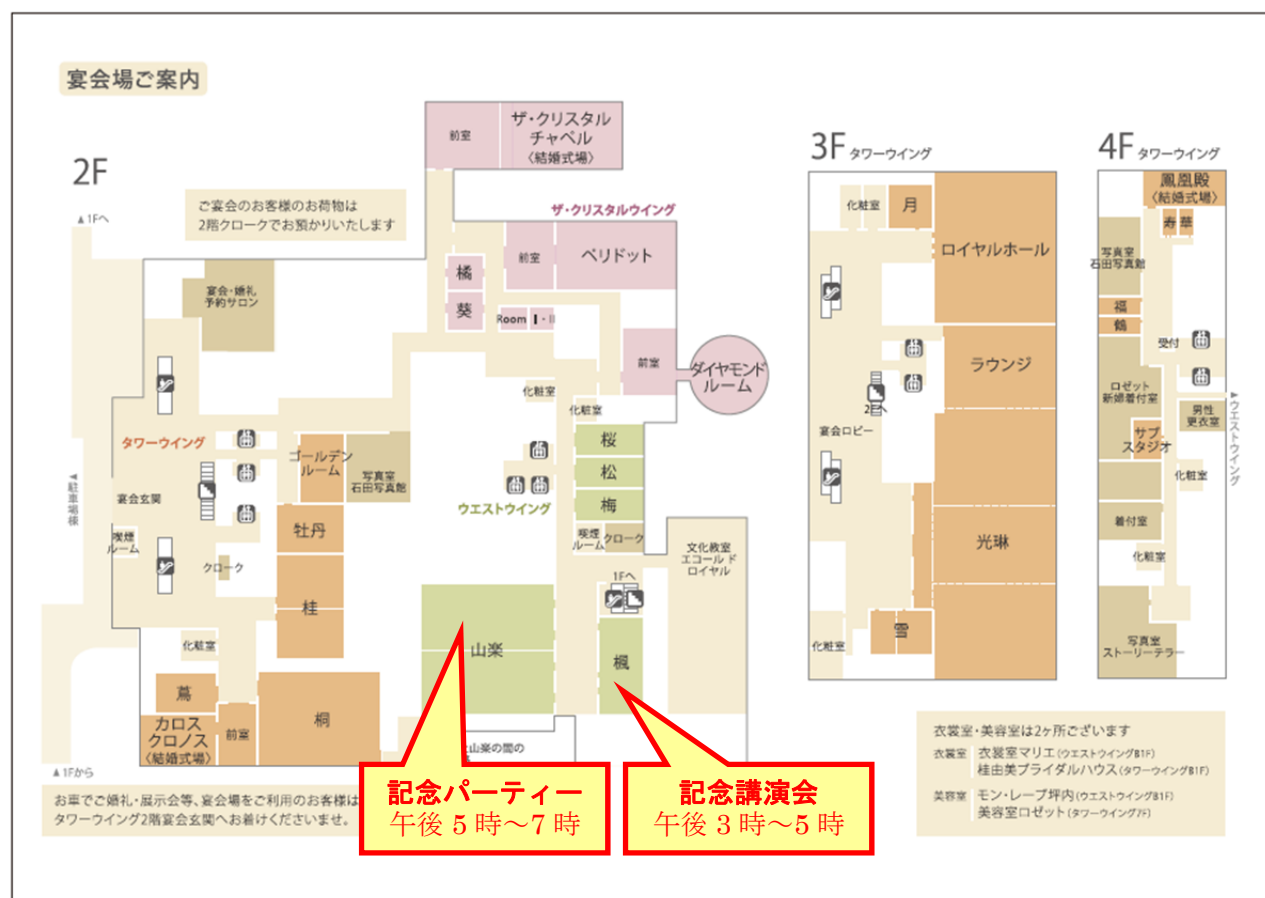 宴会場ご案内
2F
▲1Fへ
ご宴会のお客様のお荷物は
2階クロークでお預かりいたします
前室
ザ・クリスタル
チャペル
〈結婚式場〉
ザ・クリスタルウイング
前室
ペリドット
橘
葵
Room Ⅰ・Ⅱ
前室
ダイヤモンド
ルーム
宴会・婚礼
予約サロン
化粧室
化粧室
タワーウイング
ゴールデン
ルーム
写真室
石田写真館
桜
松
梅
ウエストウイング
▼駐車場棟
宴会玄関
喫煙
ルーム
クローク
牡丹
桂
喫煙
ルーム
クローク
文化教室
エコールド
ロイヤル
1Fへ
山楽
楓
化粧室
蔦
カロス
クロノス
〈結婚式場〉
前室
桐
山楽の間の
▲1Fから
お車でご婚礼・展示会等、宴会場をご利用のお客様は
タワーウイング2階宴会玄関へお着けくださいませ。
記念パーティー
午後5時～7時
記念講演会
午後3時～5時
3F タワーウイング
化粧室
月
ロイヤルホール
ラウンジ
2Fへ
宴会ロビー
光琳
雪
化粧室
4F タワーウイング
鳳凰殿
〈結婚式場〉
寿
華
写真室
石田写真館
福
鶴
受付
ロゼット
新婦着付室
男性
更衣室
▲ウエストウイング
サブ
スタジオ
化粧室
着付室
化粧室
写真室
ストーリーテラー
衣裳室・美容室は2ヶ所ございます
衣裳室 衣裳室マリエ(ウエストウイングB1F)
桂由美ブライダルハウス(タワーウイングB1F)
美容室 モン・レーブ坪内(ウエストウイングB1F)
美容室ロゼット(タワーウイング7F)